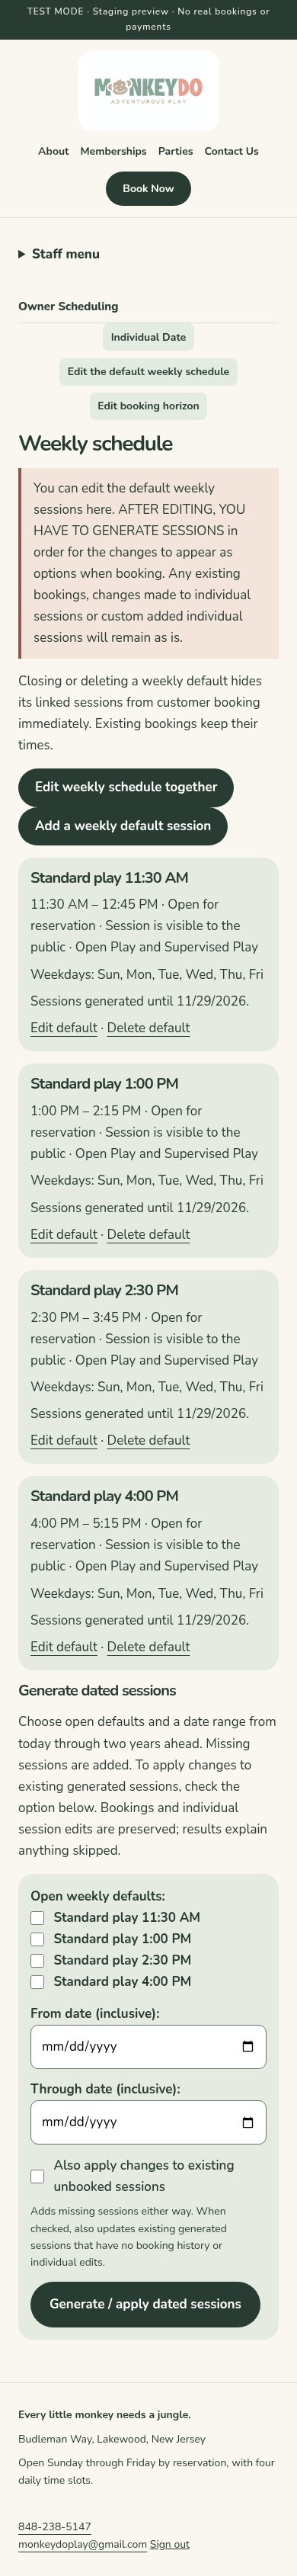 TEST MODE · Staging preview · No real bookings or
payments
MONKEYDO
ADVENTUROUS PLAY
About Memberships Parties Contact Us
Book Now
▶ Staff menu
Owner Scheduling
Individual Date
Edit the default weekly schedule
Edit booking horizon
Weekly schedule
You can edit the default weekly
sessions here. AFTER EDITING, YOU
HAVE TO GENERATE SESSIONS in
order for the changes to appear as
options when booking. Any existing
bookings, changes made to individual
sessions or custom added individual
sessions will remain as is.
Closing or deleting a weekly default hides
its linked sessions from customer booking
immediately. Existing bookings keep their
times.
Edit weekly schedule together
Add a weekly default session
Standard play 11:30 AM
11:30 AM – 12:45 PM · Open for
reservation · Session is visible to the
public · Open Play and Supervised Play
Weekdays: Sun, Mon, Tue, Wed, Thu, Fri
Sessions generated until 11/29/2026.
Edit default · Delete default
Standard play 1:00 PM
1:00 PM – 2:15 PM · Open for
reservation · Session is visible to the
public · Open Play and Supervised Play
Weekdays: Sun, Mon, Tue, Wed, Thu, Fri
Sessions generated until 11/29/2026.
Edit default · Delete default
Standard play 2:30 PM
2:30 PM – 3:45 PM · Open for
reservation · Session is visible to the
public · Open Play and Supervised Play
Weekdays: Sun, Mon, Tue, Wed, Thu, Fri
Sessions generated until 11/29/2026.
Edit default · Delete default
Standard play 4:00 PM
4:00 PM – 5:15 PM · Open for
reservation · Session is visible to the
public · Open Play and Supervised Play
Weekdays: Sun, Mon, Tue, Wed, Thu, Fri
Sessions generated until 11/29/2026.
Edit default · Delete default
Generate dated sessions
Choose open defaults and a date range from
today through two years ahead. Missing
sessions are added. To apply changes to
existing generated sessions, check the
option below. Bookings and individual
session edits are preserved; results explain
anything skipped.
Open weekly defaults:
Standard play 11:30 AM
Standard play 1:00 PM
Standard play 2:30 PM
Standard play 4:00 PM
From date (inclusive):
mm/dd/yyyy
Through date (inclusive):
mm/dd/yyyy
Also apply changes to existing
unbooked sessions
Adds missing sessions either way. When
checked, also updates existing generated
sessions that have no booking history or
individual edits.
Generate / apply dated sessions
Every little monkey needs a jungle.
Budleman Way, Lakewood, New Jersey
Open Sunday through Friday by reservation, with four
daily time slots.
848-238-5147
monkeydoplay@gmail.com Sign out